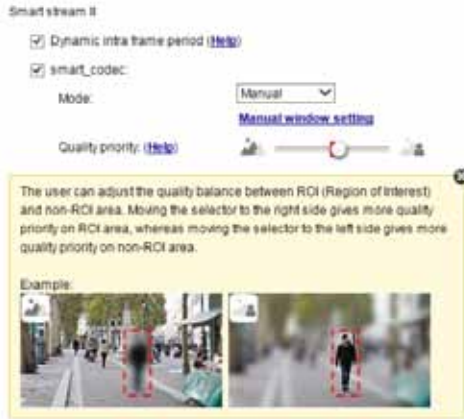 Smart stream II
Dynamic intra frame period (Help)
smart_codec:
Mode: Manual
Manual window setting
Quality priority: (Help)
The user can adjust the quality balance between ROI (Region of Interest)
and non-ROI area. Moving the selector to the right side gives more quality
priority on ROI area, whereas moving the selector to the left side gives more
quality priority on non-ROI area.
Example: